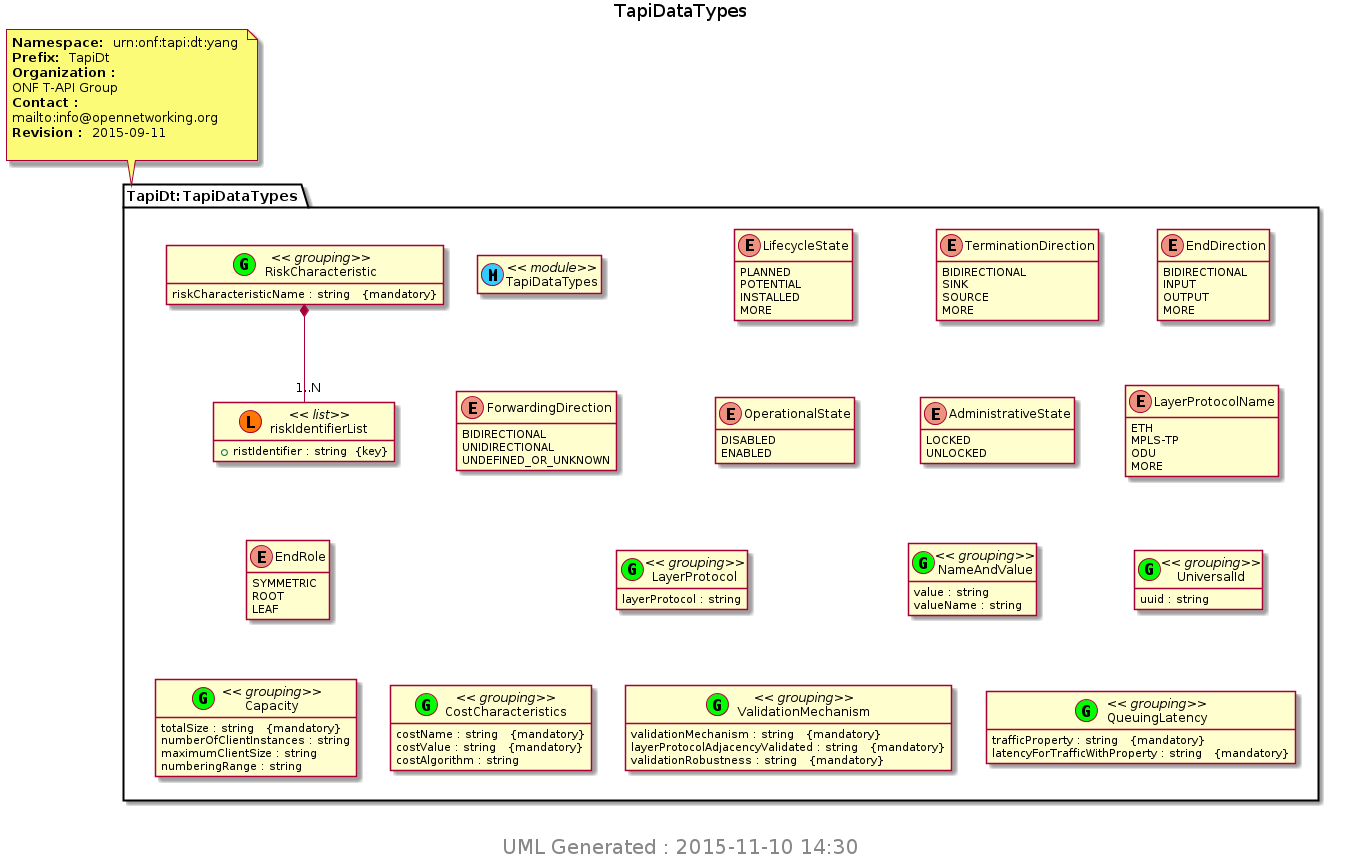 TapiDataTypes
Namespace: urn:onf:tapi:dt:yang
Prefix: TapiDt
Organization :
ONF T-API Group
Contact :
mailto:info@opennetworking.org
Revision : 2015-09-11
TapiDt:TapiDataTypes
G << grouping>>
RiskCharacteristic
riskCharacteristicName : string {mandatory}
M << module>>
TapiDataTypes
E LifecycleState
PLANNED
POTENTIAL
INSTALLED
MORE
E TerminationDirection
BIDIRECTIONAL
SINK
SOURCE
MORE
E EndDirection
BIDIRECTIONAL
INPUT
OUTPUT
MORE
1..N
L << list>>
riskIdentifierList
ristIdentifier : string {key}
E ForwardingDirection
BIDIRECTIONAL
UNIDIRECTIONAL
UNDEFINED_OR_UNKNOWN
E OperationalState
DISABLED
ENABLED
E AdministrativeState
LOCKED
UNLOCKED
E LayerProtocolName
ETH
MPLS-TP
ODU
MORE
E EndRole
SYMMETRIC
ROOT
LEAF
G << grouping>>
LayerProtocol
layerProtocol : string
G << grouping>>
NameAndValue
value : string
valueName : string
G << grouping>>
UniversalId
uuid : string
G << grouping>>
Capacity
totalSize : string {mandatory}
numberOfClientInstances : string
maximumClientSize : string
numberingRange : string
G << grouping>>
CostCharacteristics
costName : string {mandatory}
costValue : string {mandatory}
costAlgorithm : string
G << grouping>>
ValidationMechanism
validationMechanism : string {mandatory}
layerProtocolAdjacencyValidated : string {mandatory}
validationRobustness : string {mandatory}
G << grouping>>
QueuingLatency
trafficProperty : string {mandatory}
latencyForTrafficWithProperty : string {mandatory}
UML Generated : 2015-11-10 14:30